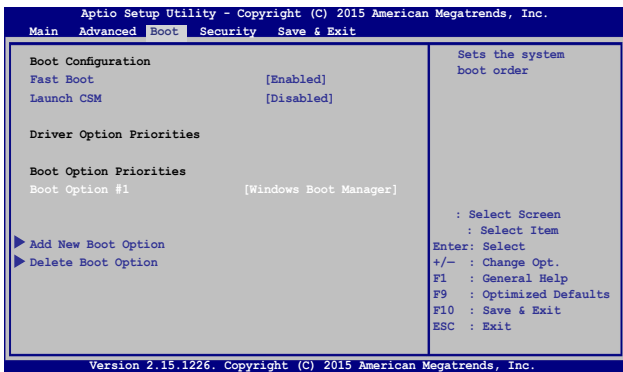 Aptio Setup Utility - Copyright (C) 2015 American Megatrends, Inc.
Main Advanced Boot Security Save & Exit
Boot Configuration
Fast Boot [Enabled]
Launch CSM [Disabled]
Driver Option Priorities
Boot Option Priorities
Boot Option #1 [Windows Boot Manager]
Add New Boot Option
Delete Boot Option
Sets the system
boot order
: Select Screen
: Select Item
Enter: Select
+/— : Change Opt.
F1 : General Help
F9 : Optimized Defaults
F10 : Save & Exit
ESC : Exit
Version 2.15.1226. Copyright (C) 2015 American Megatrends, Inc.